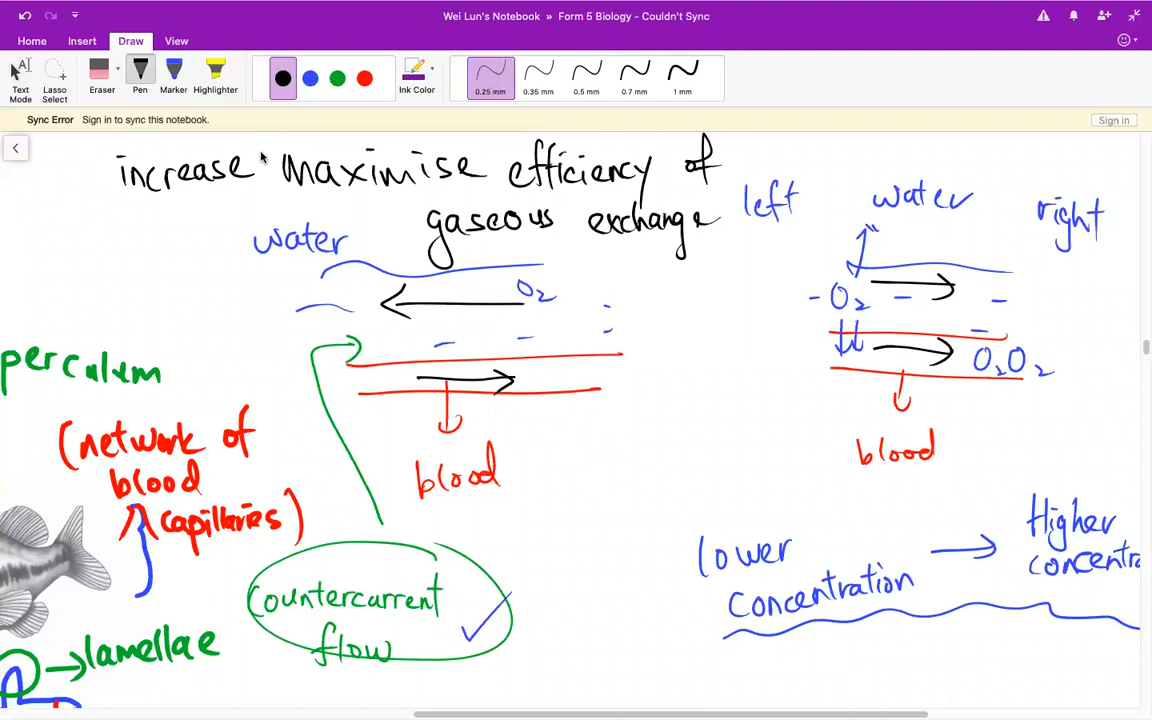 Wei Lun's Notebook » Form 5 Biology - Couldn't Sync
Home Insert Draw View
Text Mode
Lasso Select
Eraser
Pen
Marker
Highlighter
Ink Color
0.25 mm 0.35 mm 0.5 mm 0.7 mm 1 mm
Sync Error Sign in to sync this notebook.
Sign in
increase maximise efficiency of
gaseous exchange
water
O₂
blood
left water right
- O₂ - -
O₂O₂
blood
perculum
(network of
blood
capillaries)
Countercurrent
flow
lamellae
lower
concentration
→
Higher
concentra